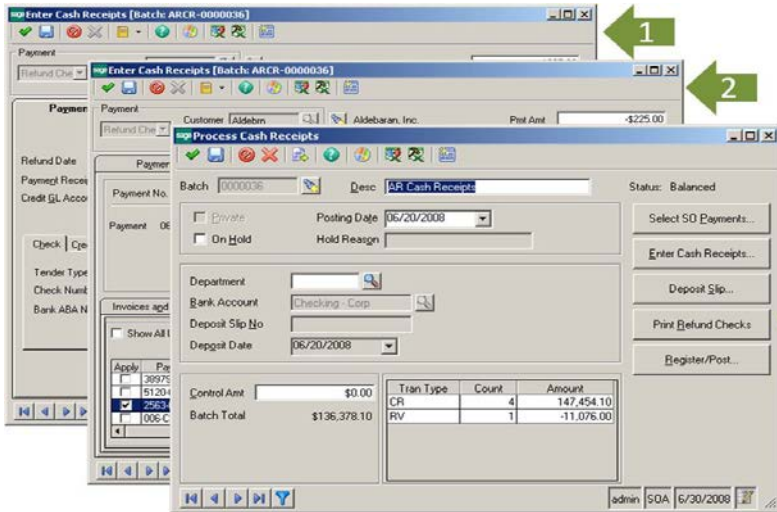 Enter Cash Receipts [Batch: ARCR-0000036]
1
Payment
Refund Che
Enter Cash Receipts [Batch: ARCR-0000036]
2
Payment
Refund Che
Customer Aldebrn Aldebaran, Inc. Pmt Amt -$225.00
Paymen
Refund Date
Payment Recei
Credit GL Acco
Check Cre
Tender Type
Check Numb
Bank ABA N
Paymer
Payment No.
Payment 06
Invoices and
Show All
Apply Pa
38979
5120-
2563-
006-C
Process Cash Receipts
Batch 0000036 Desc AR Cash Receipts Status: Balanced
Private Posting Date 06/20/2008 Select SO Payments...
On Hold Hold Reason
Enter Cash Receipts...
Department Deposit Slip...
Bank Account Checking - Corp
Deposit Slip No Print Refund Checks
Deposit Date 06/20/2008
Register/Post...
Control Amt $0.00 Tran Type Count Amount
CR 4 147,454.10
Batch Total $136,378.10 RV 1 -11,076.00
admin SOA 6/30/2008